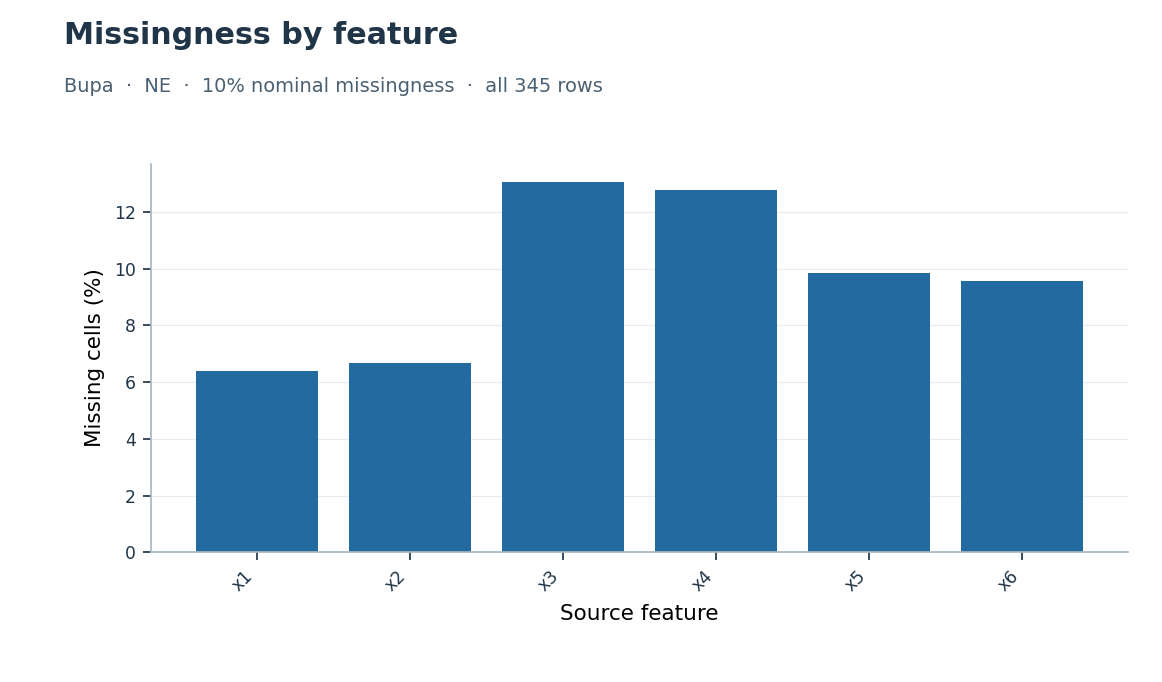 Missingness by feature
Bupa · NE · 10% nominal missingness · all 345 rows
Missing cells (%)
12
10
8
6
4
2
0
x1
x2
x3
x4
x5
x6
Source feature